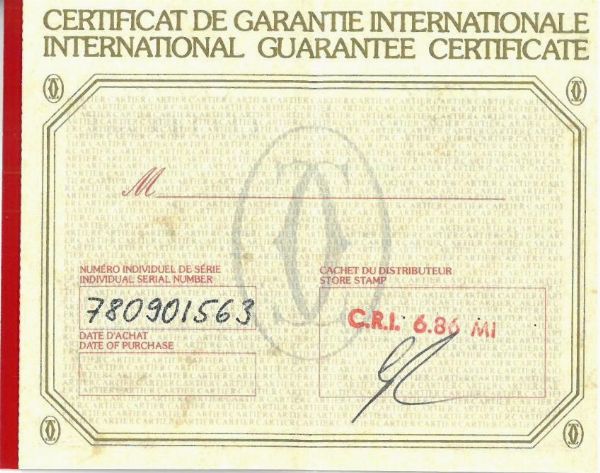 CERTIFICAT DE GARANTIE INTERNATIONALE
INTERNATIONAL GUARANTEE CERTIFICATE
M
NUMÉRO INDIVIDUEL DE SÉRIE
INDIVIDUAL SERIAL NUMBER
780901563
DATE D'ACHAT
DATE OF PURCHASE
CACHET DU DISTRIBUTEUR
STORE STAMP
C.R.I. 6.86 MI